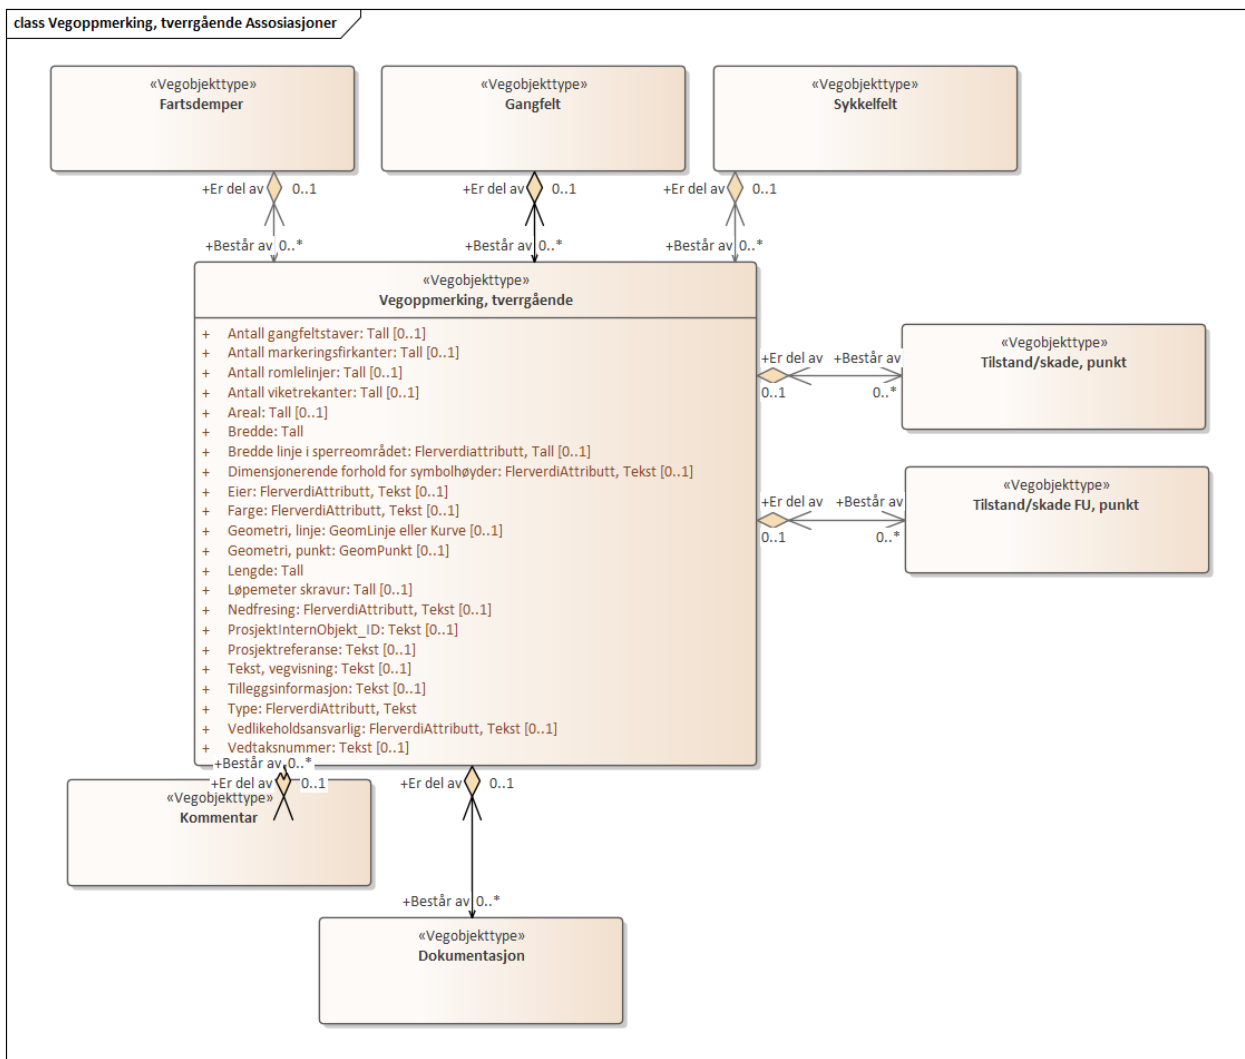 class Vegoppmerking, tverrgående Assosiasjoner
«Vegobjekttype»
Fartsdemper
«Vegobjekttype»
Gangfelt
«Vegobjekttype»
Sykkelfelt
+Er del av 0..1
+Er del av 0..1
+Er del av 0..1
+Består av 0..*
+Består av 0..*
+Består av 0..*
«Vegobjekttype»
Vegoppmerking, tverrgående
+ Antall gangfeltstaver: Tall [0..1]
+ Antall markeringsfirkanter: Tall [0..1]
+ Antall romlelinjer: Tall [0..1]
+ Antall viketrekanter: Tall [0..1]
+ Areal: Tall [0..1]
+ Bredde: Tall
+ Bredde linje i sperreområdet: Flerverdiattributt, Tall [0..1]
+ Dimensjonerende forhold for symbolhøyder: FlerverdiAttributt, Tekst [0..1]
+ Eier: FlerverdiAttributt, Tekst [0..1]
+ Farge: FlerverdiAttributt, Tekst [0..1]
+ Geometri, linje: GeomLinje eller Kurve [0..1]
+ Geometri, punkt: GeomPunkt [0..1]
+ Lengde: Tall
+ Løpemeter skravur: Tall [0..1]
+ Nedfresing: FlerverdiAttributt, Tekst [0..1]
+ ProsjektInternObjekt_ID: Tekst [0..1]
+ Prosjektreferanse: Tekst [0..1]
+ Tekst, vegvisning: Tekst [0..1]
+ Tilleggsinformasjon: Tekst [0..1]
+ Type: FlerverdiAttributt, Tekst
+ Vedlikeholdsansvarlig: FlerverdiAttributt, Tekst [0..1]
+ Vedtaksnummer: Tekst [0..1]
+Er del av +Består av
0..1 0..*
«Vegobjekttype»
Tilstand/skade, punkt
+Er del av +Består av
0..1 0..*
«Vegobjekttype»
Tilstand/skade FU, punkt
+Består av 0..*
+Er del av 0..1
«Vegobjekttype»
Kommentar
+Er del av 0..1
+Består av 0..*
«Vegobjekttype»
Dokumentasjon